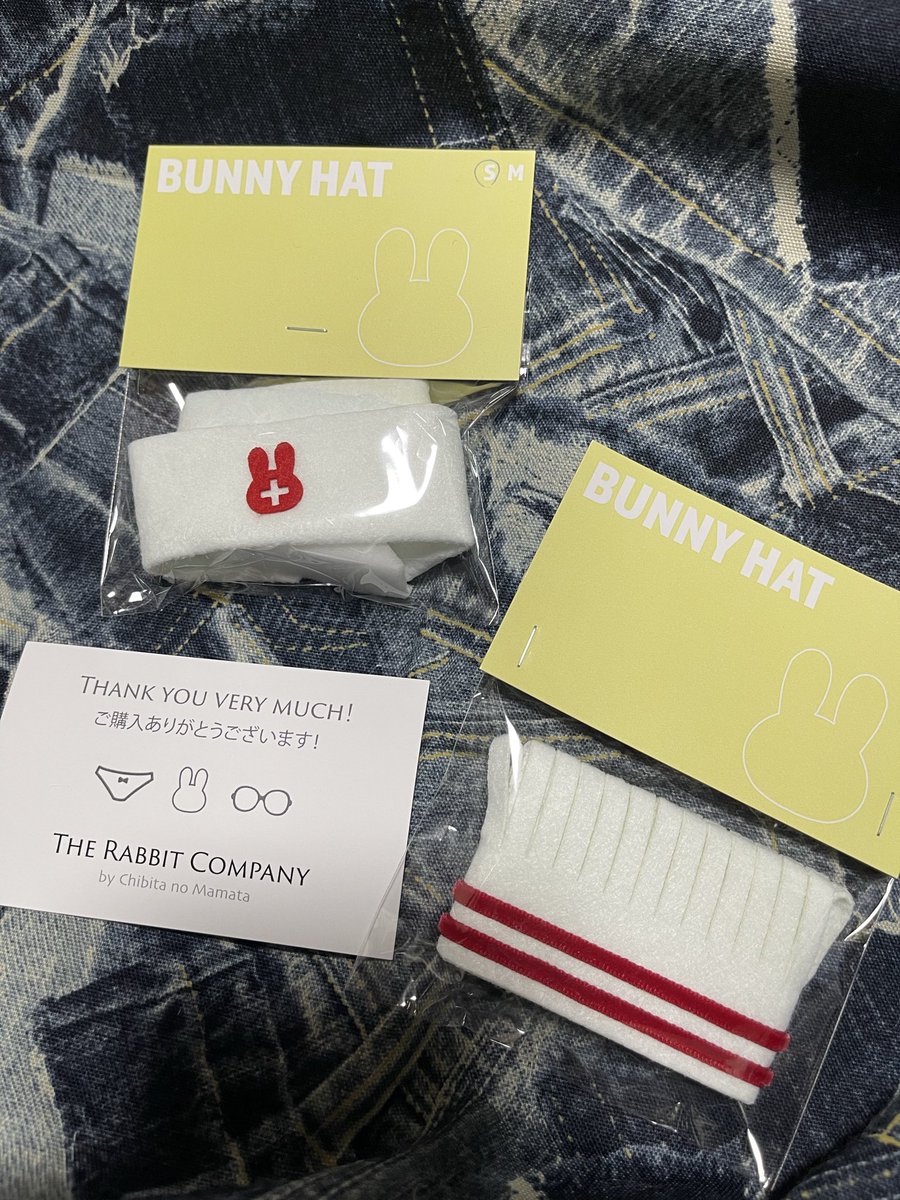 BUNNY HAT
S M
BUNNY HAT
THANK YOU VERY MUCH!
ご購入ありがとうございます!
THE RABBIT COMPANY
by Chibita no Mamata